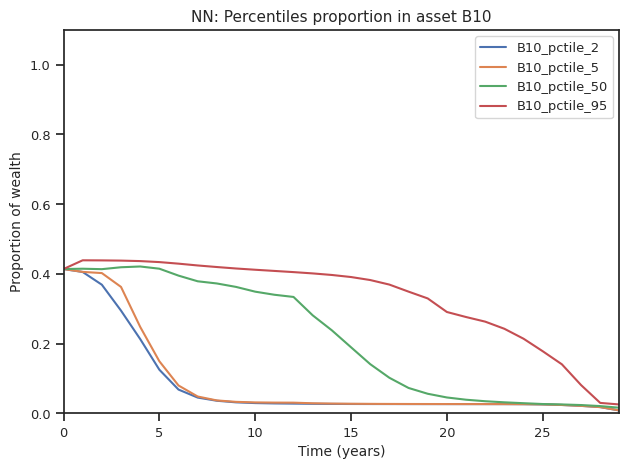 NN: Percentiles proportion in asset B10
B10_pctile_2
B10_pctile_5
B10_pctile_50
B10_pctile_95
Proportion of wealth
1.0
0.8
0.6
0.4
0.2
0.0
0 5 10 15 20 25
Time (years)